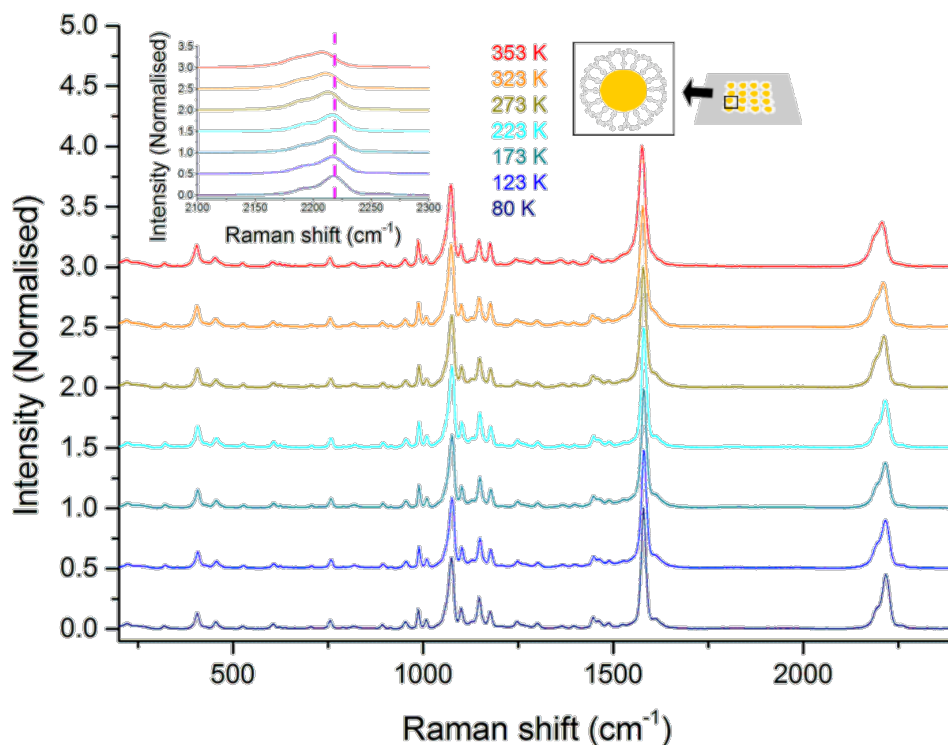 5.0
4.5
4.0
3.5
3.0
2.5
2.0
1.5
1.0
0.5
0.0
Intensity (Normalised)
500
1000
1500
2000
Raman shift (cm⁻¹)
3.5
3.0
2.5
2.0
1.5
1.0
0.5
0.0
Intensity (Normalised)
2100
2150
2200
2250
2300
Raman shift (cm⁻¹)
353 K
323 K
273 K
223 K
173 K
123 K
80 K